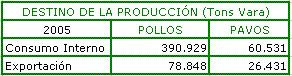 DESTINO DE LA PRODUCCIÓN (Tons Vara)
2005 POLLOS PAVOS
Consumo Interno 390.929 60.531
Exportación 78.848 26.431